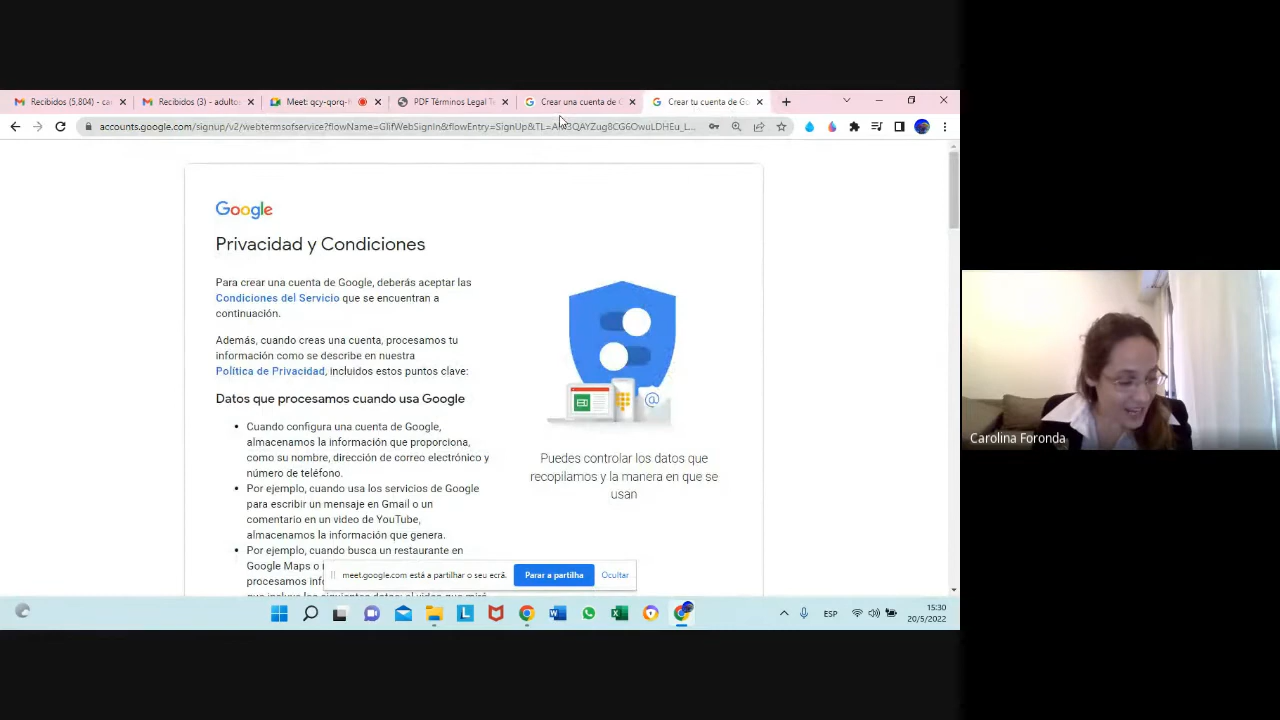 Recibidos (5,804) - ca
Recibidos (3) - adulto
Meet: qcy-qorq-
PDF Términos Legal T
Crear una cuenta de
Crear tu cuenta de Go
accounts.google.com/signup/v2/webtermsofservice?flowName=GlifWebSignIn&flowEntry=SignUp&TL=
Google
Privacidad y Condiciones
Para crear una cuenta de Google, deberás aceptar las
Condiciones del Servicio que se encuentran a
continuación.
Además, cuando creas una cuenta, procesamos tu
información como se describe en nuestra
Política de Privacidad, incluidos estos puntos clave:
Datos que procesamos cuando usa Google
• Cuando configura una cuenta de Google,
almacenamos la información que proporciona,
como su nombre, dirección de correo electrónico y
número de teléfono.
• Por ejemplo, cuando usa los servicios de Google
para escribir un mensaje en Gmail o un
comentario en un video de YouTube,
almacenamos la información que genera.
• Por ejemplo, cuando busca un restaurante en
Google Maps o
procesamos
Puedes controlar los datos que
recopilamos y la manera en que se
usan
meet.google.com está a partilhar o seu ecrã.
Parar a partilha
Ocultar
Carolina Foronda
ESP
15:30
20/5/2022